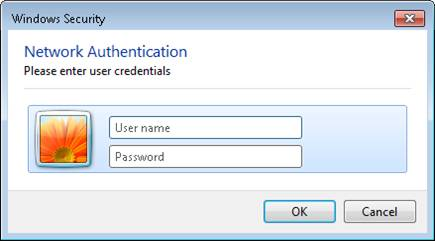 Windows Security
Network Authentication
Please enter user credentials
User name
Password
OK
Cancel